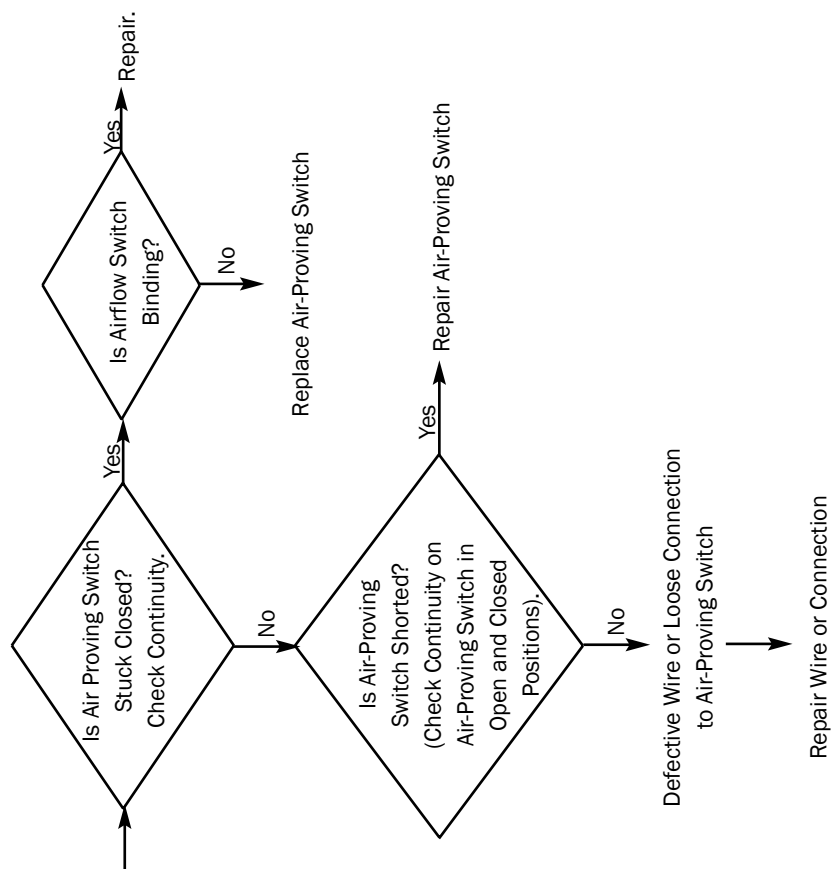 Is Air Proving Switch
Stuck Closed?
Check Continuity.
Yes
Is Airflow Switch
Binding?
Yes
Repair.
No
Replace Air-Proving Switch
No
Is Air-Proving
Switch Shorted?
(Check Continuity on
Air-Proving Switch in
Open and Closed
Positions).
Yes
Repair Air-Proving Switch
No
Defective Wire or Loose Connection
to Air-Proving Switch
Repair Wire or Connection